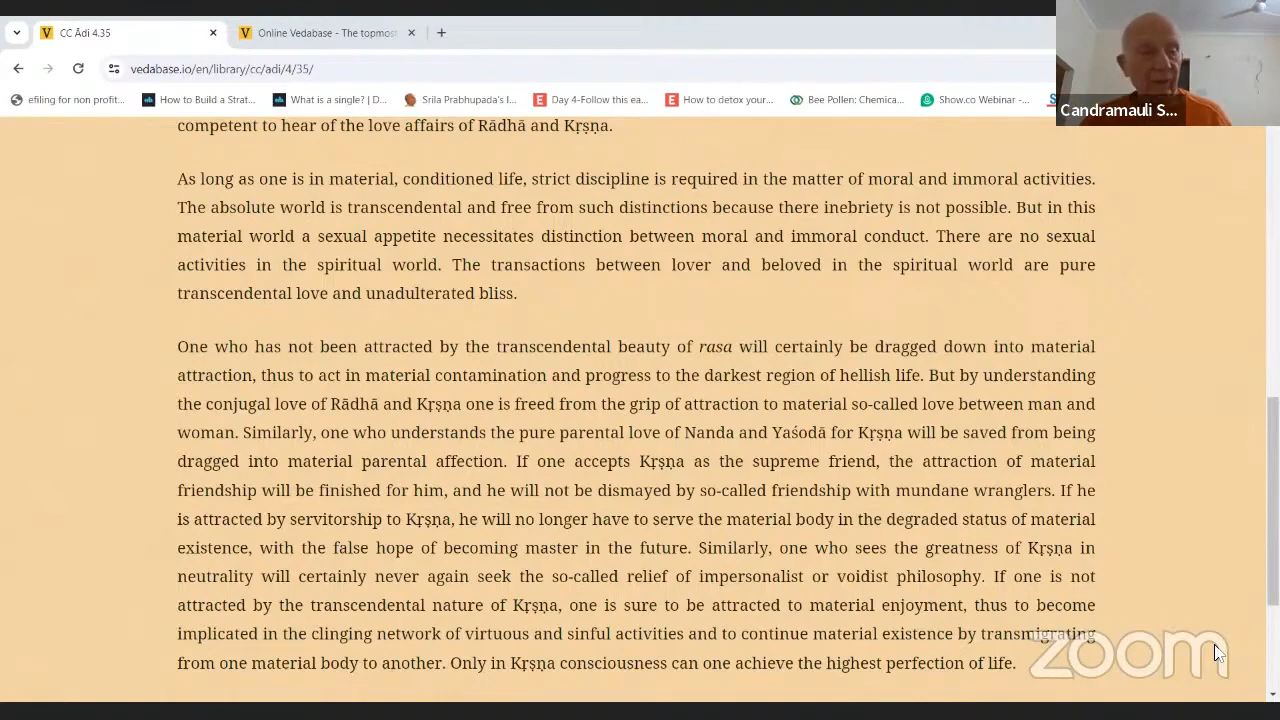 CC Ādi 4.35
Online Vedabase - The topmost
vedabase.io/en/library/cc/adi/4/35/
efiling for non profit...
How to Build a Strat...
What is a singl? | D...
Srila Prabhupada's l...
Day 4-Follow this ea...
How to detox your...
Bee Pollen: Chemica...
Show.co Webinar -...
Candramauli S...
competent to hear of the love affairs of Rādhā and Kṛṣṇa.
As long as one is in material, conditioned life, strict discipline is required in the matter of moral and immoral activities.
The absolute world is transcendental and free from such distinctions because there inebriety is not possible. But in this
material world a sexual appetite necessitates distinction between moral and immoral conduct. There are no sexual
activities in the spiritual world. The transactions between lover and beloved in the spiritual world are pure
transcendental love and unadulterated bliss.
One who has not been attracted by the transcendental beauty of rasa will certainly be dragged down into material
attraction, thus to act in material contamination and progress to the darkest region of hellish life. But by understanding
the conjugal love of Rādhā and Kṛṣṇa one is freed from the grip of attraction to material so-called love between man and
woman. Similarly, one who understands the pure parental love of Nanda and Yaśodā for Kṛṣṇa will be saved from being
dragged into material parental affection. If one accepts Kṛṣṇa as the supreme friend, the attraction of material
friendship will be finished for him, and he will not be dismayed by so-called friendship with mundane wranglers. If he
is attracted by servitorship to Kṛṣṇa, he will no longer have to serve the material body in the degraded status of material
existence, with the false hope of becoming master in the future. Similarly, one who sees the greatness of Kṛṣṇa in
neutrality will certainly never again seek the so-called relief of impersonalist or voidist philosophy. If one is not
attracted by the transcendental nature of Kṛṣṇa, one is sure to be attracted to material enjoyment, thus to become
implicated in the clinging network of virtuous and sinful activities and to continue material existence by transmigrating
from one material body to another. Only in Kṛṣṇa consciousness can one achieve the highest perfection of life.
zoom